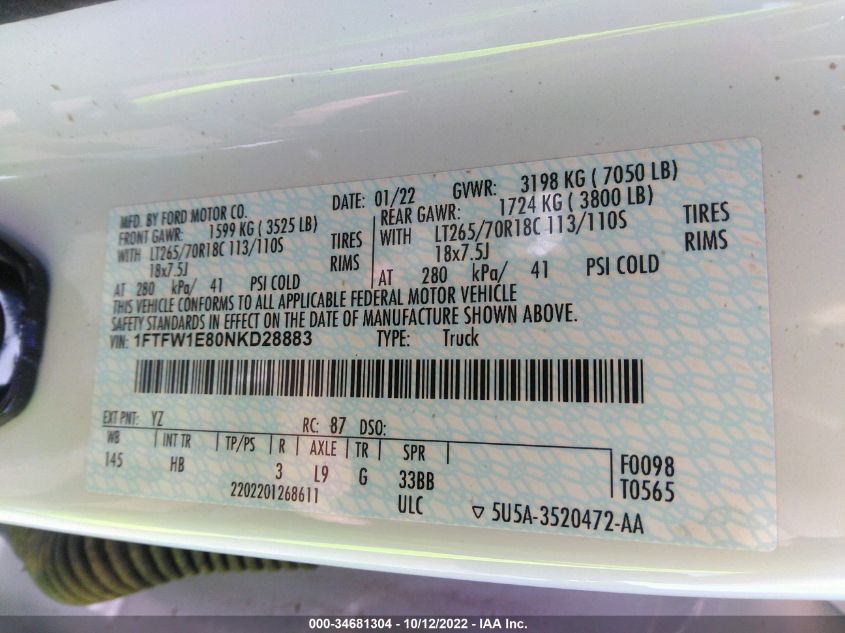 MFD. BY FORD MOTOR CO. DATE: 01/22 GVWR: 3198 KG ( 7050 LB)
FRONT GAWR: 1599 KG ( 3525 LB) REAR GAWR: 1724 KG ( 3800 LB)
WITH LT265/70R18C 113/110S TIRES WITH LT265/70R18C 113/110S TIRES
18x7.5J RIMS 18x7.5J RIMS
AT 280 kPa/ 41 PSI COLD AT 280 kPa/ 41 PSI COLD
THIS VEHICLE CONFORMS TO ALL APPLICABLE FEDERAL MOTOR VEHICLE
SAFETY STANDARDS IN EFFECT ON THE DATE OF MANUFACTURE SHOWN ABOVE.
VIN: 1FTFW1E80NKD28883 TYPE: Truck
EXT PNT: YZ RC: 87 DSO:
WB INT TR TP/PS R AXLE TR SPR
145 HB 3 L9 G 33BB F0098
2202201268611 ULC T0565
▽ 5U5A-3520472-AA
000-34681304 - 10/12/2022 - IAA Inc.